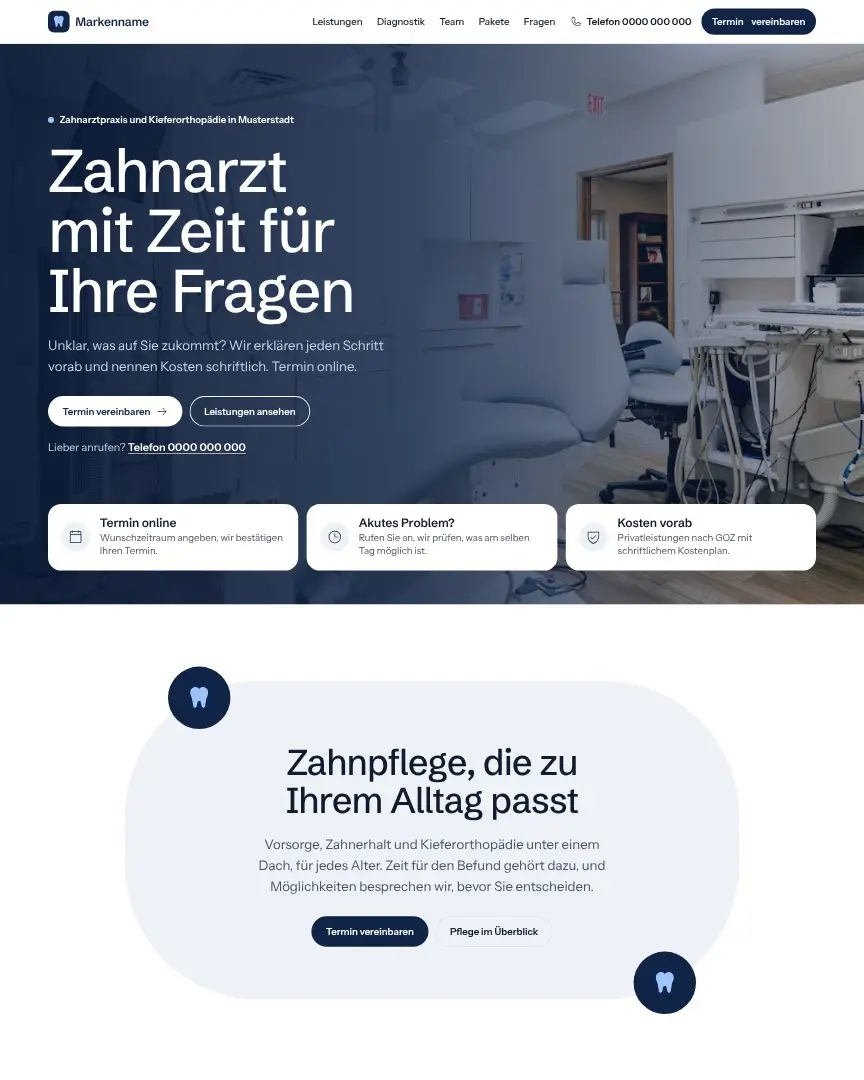 Markenname
Leistungen Diagnostik Team Pakete Fragen Telefon 0000 000 000 Termin vereinbaren
EXIT
Zahnarztpraxis und Kieferorthopädie in Musterstadt
Zahnarzt
mit Zeit für
Ihre Fragen
Unklar, was auf Sie zukommt? Wir erklären jeden Schritt
vorab und nennen Kosten schriftlich. Termin online.
Termin vereinbaren → Leistungen ansehen
Lieber anrufen? Telefon 0000 000 000
Termin online
Wunschzeitraum angeben, wir bestätigen
Ihren Termin.
Akutes Problem?
Rufen Sie an, wir prüfen, was am selben
Tag möglich ist.
Kosten vorab
Privatleistungen nach GOZ mit
schriftlichem Kostenplan.
Zahnpflege, die zu
Ihrem Alltag passt
Vorsorge, Zahnerhalt und Kieferorthopädie unter einem
Dach, für jedes Alter. Zeit für den Befund gehört dazu, und
Möglichkeiten besprechen wir, bevor Sie entscheiden.
Termin vereinbaren Pflege im Überblick